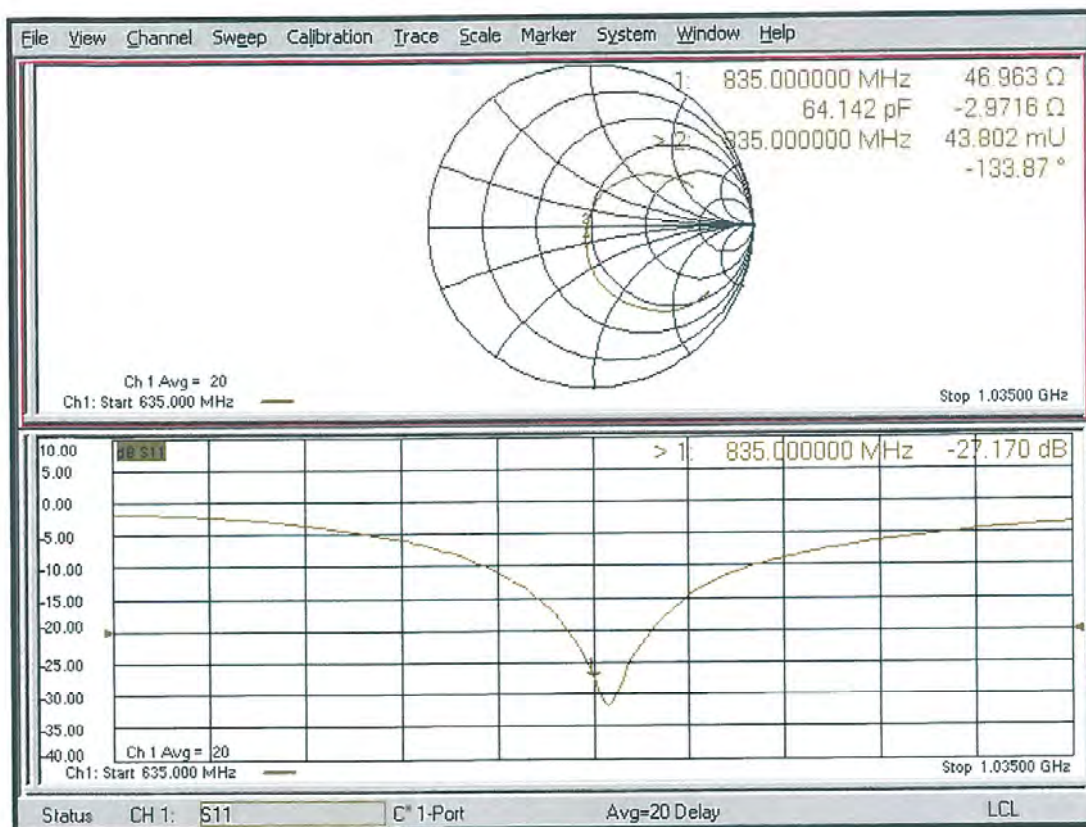 File View Channel Sweep Calibration Trace Scale Marker System Window Help
1: 835.000000 MHz 46.963 Ω
64.142 pF -2.9716 Ω
> 2: 835.000000 MHz 43.802 mU
-133.87 °
Ch 1 Avg = 20
Ch1: Start 635.000 MHz Stop 1.03500 GHz
10.00 dB S11 > 1: 835.000000 MHz -27.170 dB
5.00
0.00
-5.00
-10.00
-15.00
-20.00
-25.00
-30.00
-35.00
-40.00 Ch 1 Avg = 20
Ch1: Start 635.000 MHz Stop 1.03500 GHz
Status CH 1: S11 C* 1-Port Avg=20 Delay LCL